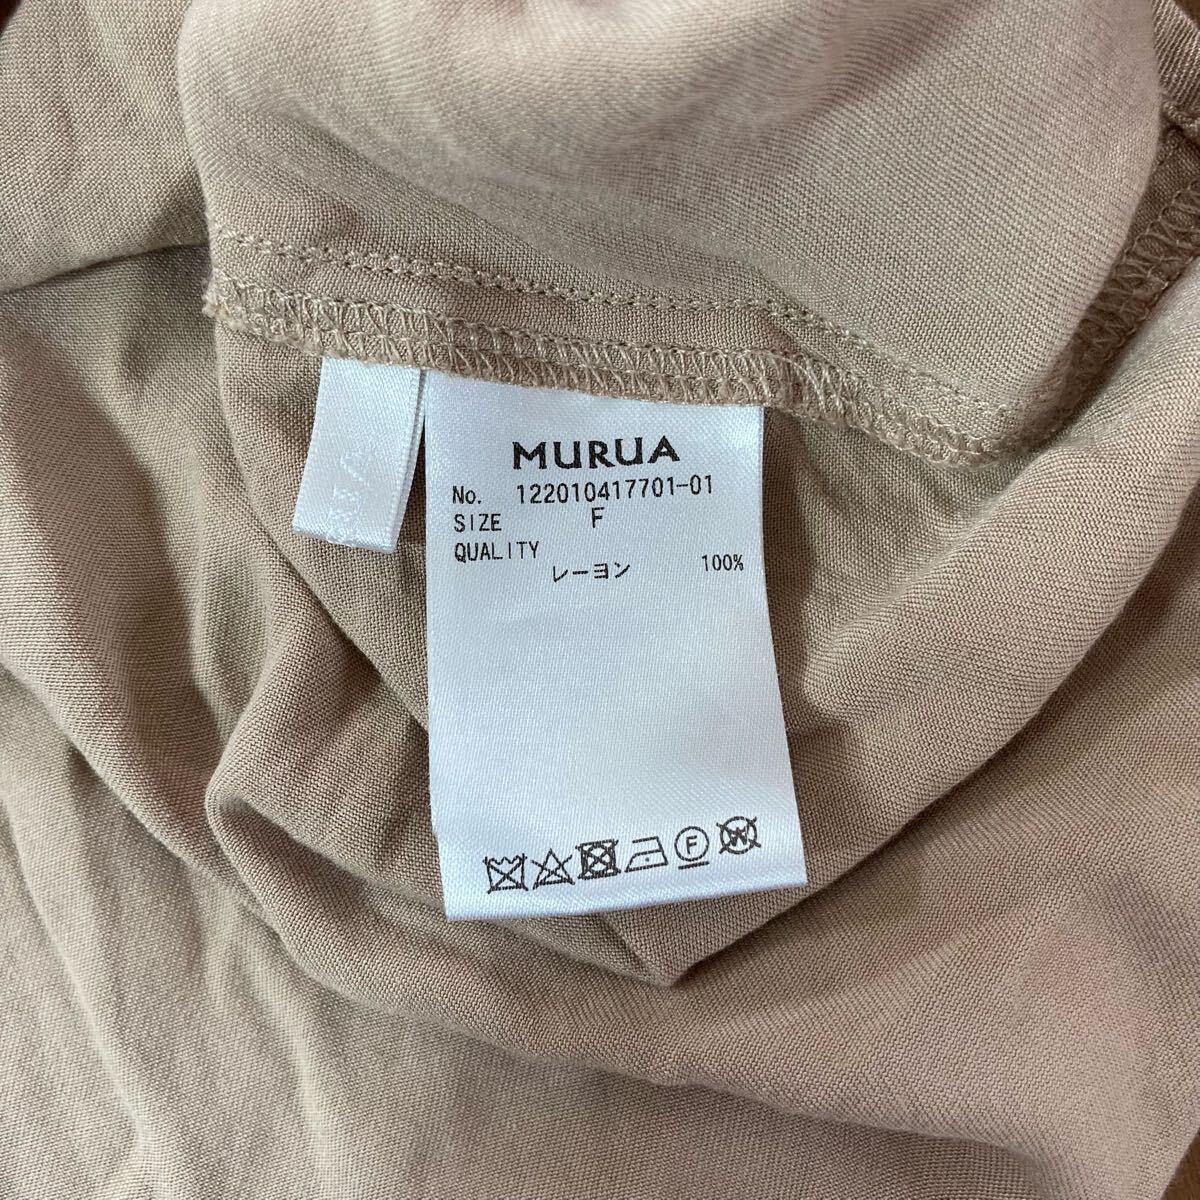 MURUA
No. 122010417701-01
SIZE F
QUALITY
レーヨン 100%
F
W